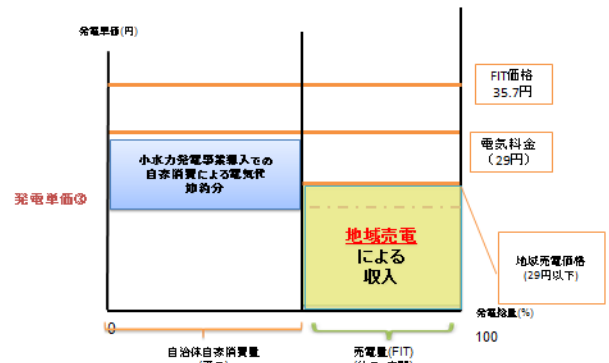 発電単価(円)
FIT価格
35.7円
電気料金
(29円)
小水力発電事業導入での
自家消費による電気代
節約分
発電単価③
地域売電
による
収入
地域売電価格
(29円以下)
発電総量(%)
0
100
自治体自家消費量
売電量(FIT)